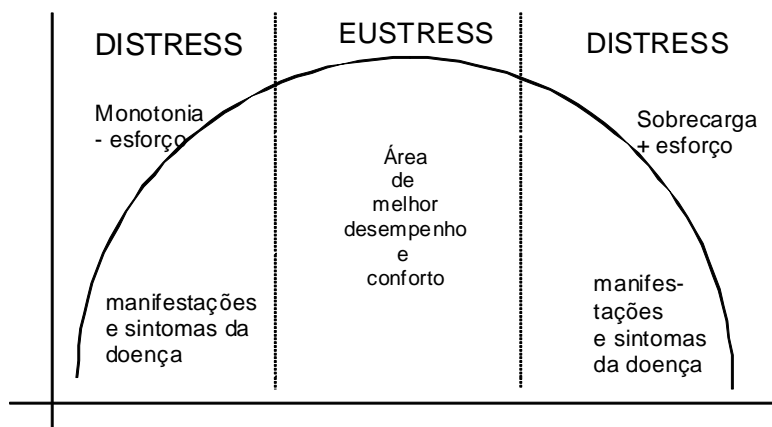 DISTRESS
EUSTRESS
DISTRESS
Monotonia
- esforço
Sobrecarga
+ esforço
Área
de
melhor
desempenho
e
conforto
manifestações
e sintomas da
doença
manifes-
tações
e sintomas
da doença